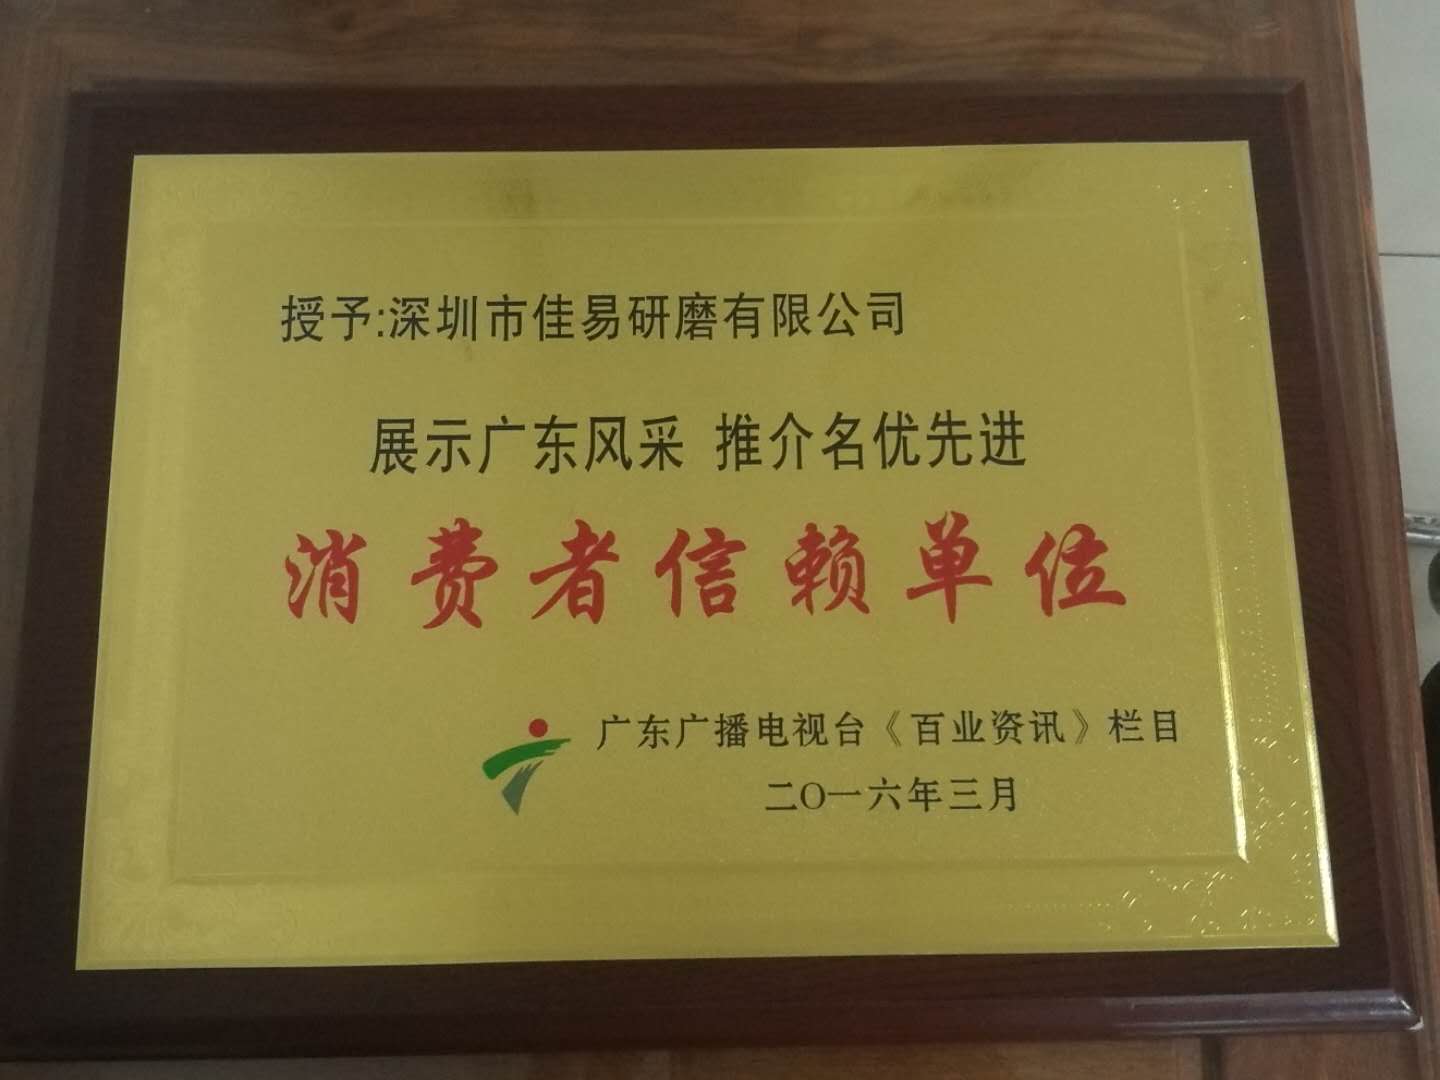 授予:深圳市佳易研磨有限公司
展示广东风采 推介名优先进
消费者信赖单位
广东广播电视台《百业资讯》栏目
二O一六年三月